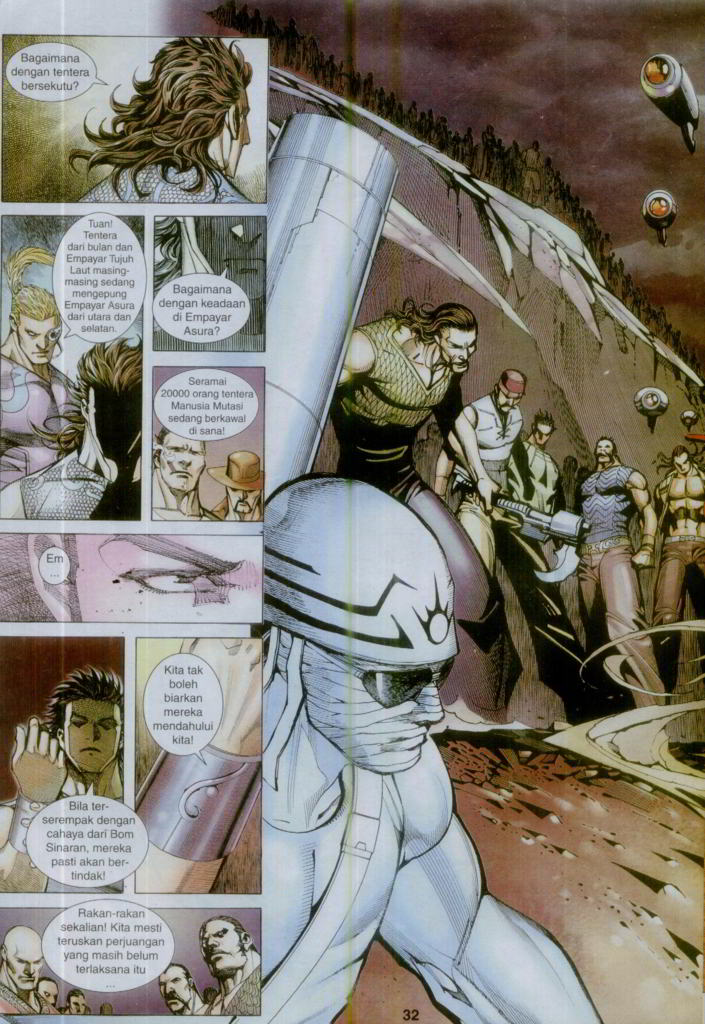 Bagaimana
dengan tentera
bersekutu?
Tuan!
Tentera
dari bulan dan
Empayar Tujuh
Laut masing-
masing sedang
mengepung
Empayar Asura
dari utara dan
selatan.
Bagaimana
dengan keadaan
di Empayar
Asura?
Seramai
20000 orang tentera
Manusia Mutasi
sedang berkawal
di sana!
Em
...
Kita tak
boleh
biarkan
mereka
mendahului
kita!
Bila ter-
serempak dengan
cahaya dari Bom
Sinaran, mereka
pasti akan ber-
tindak!
Rakan-rakan
sekalian! Kita mesti
teruskan perjuangan
yang masih belum
terlaksana itu
...
32